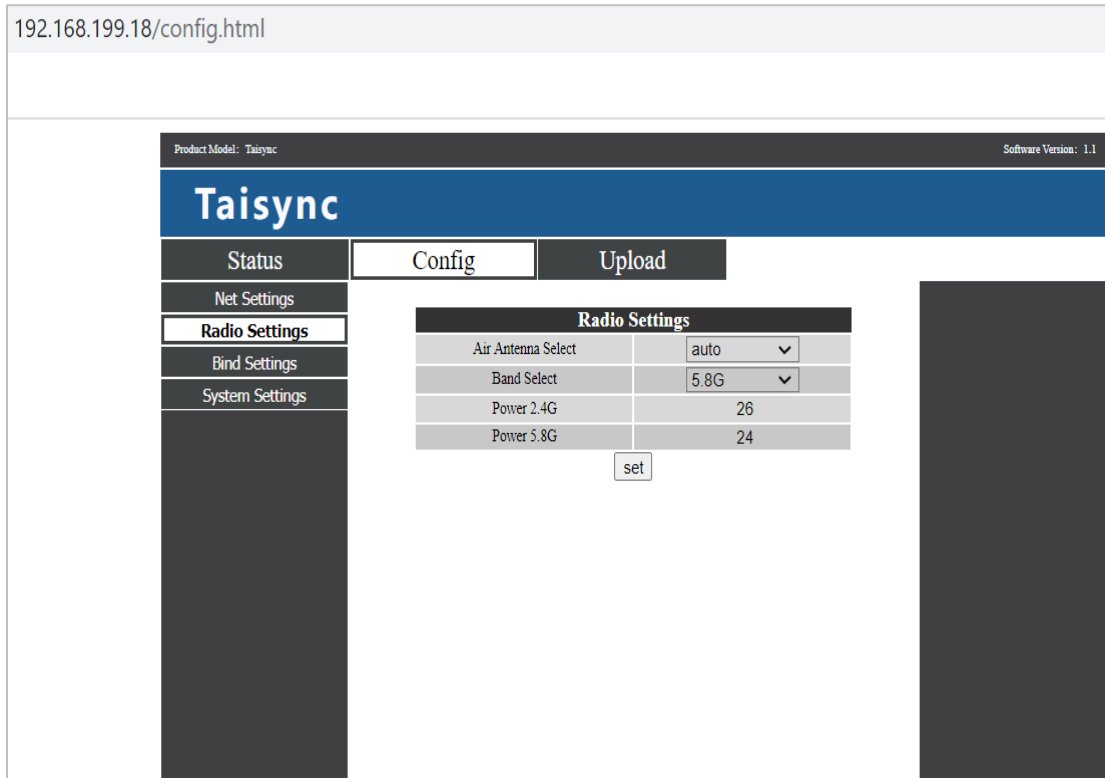 192.168.199.18/config.html
Product Model: Taisync Software Version: 1.1
Taisync
Status Config Upload
Net Settings
Radio Settings
Bind Settings
System Settings
Radio Settings
Air Antenna Select auto
Band Select 5.8G
Power 2.4G 26
Power 5.8G 24
set